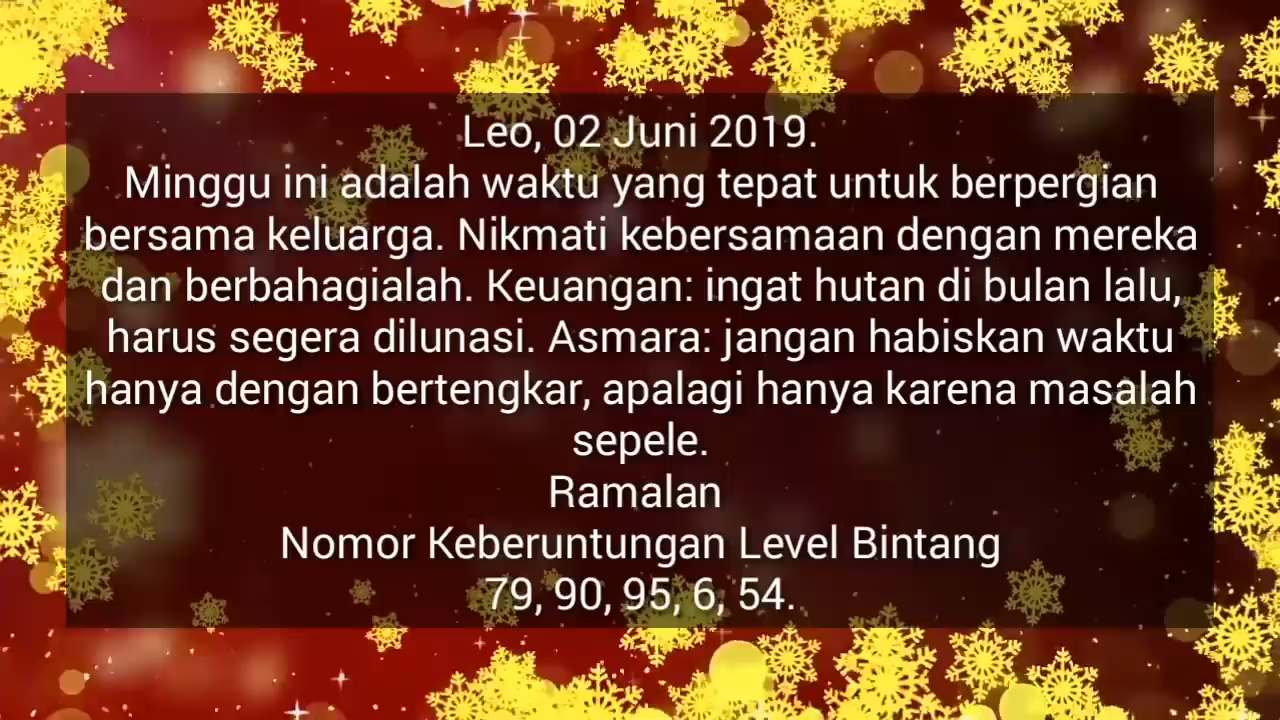 Leo, 02 Juni 2019.
Minggu ini adalah waktu yang tepat untuk berpergian
bersama keluarga. Nikmati kebersamaan dengan mereka
dan berbahagialah. Keuangan: ingat hutan di bulan lalu,
harus segera dilunasi. Asmara: jangan habiskan waktu
hanya dengan bertengkar, apalagi hanya karena masalah
sepele.
Ramalan
Nomor Keberuntungan Level Bintang
79, 90, 95, 6, 54.